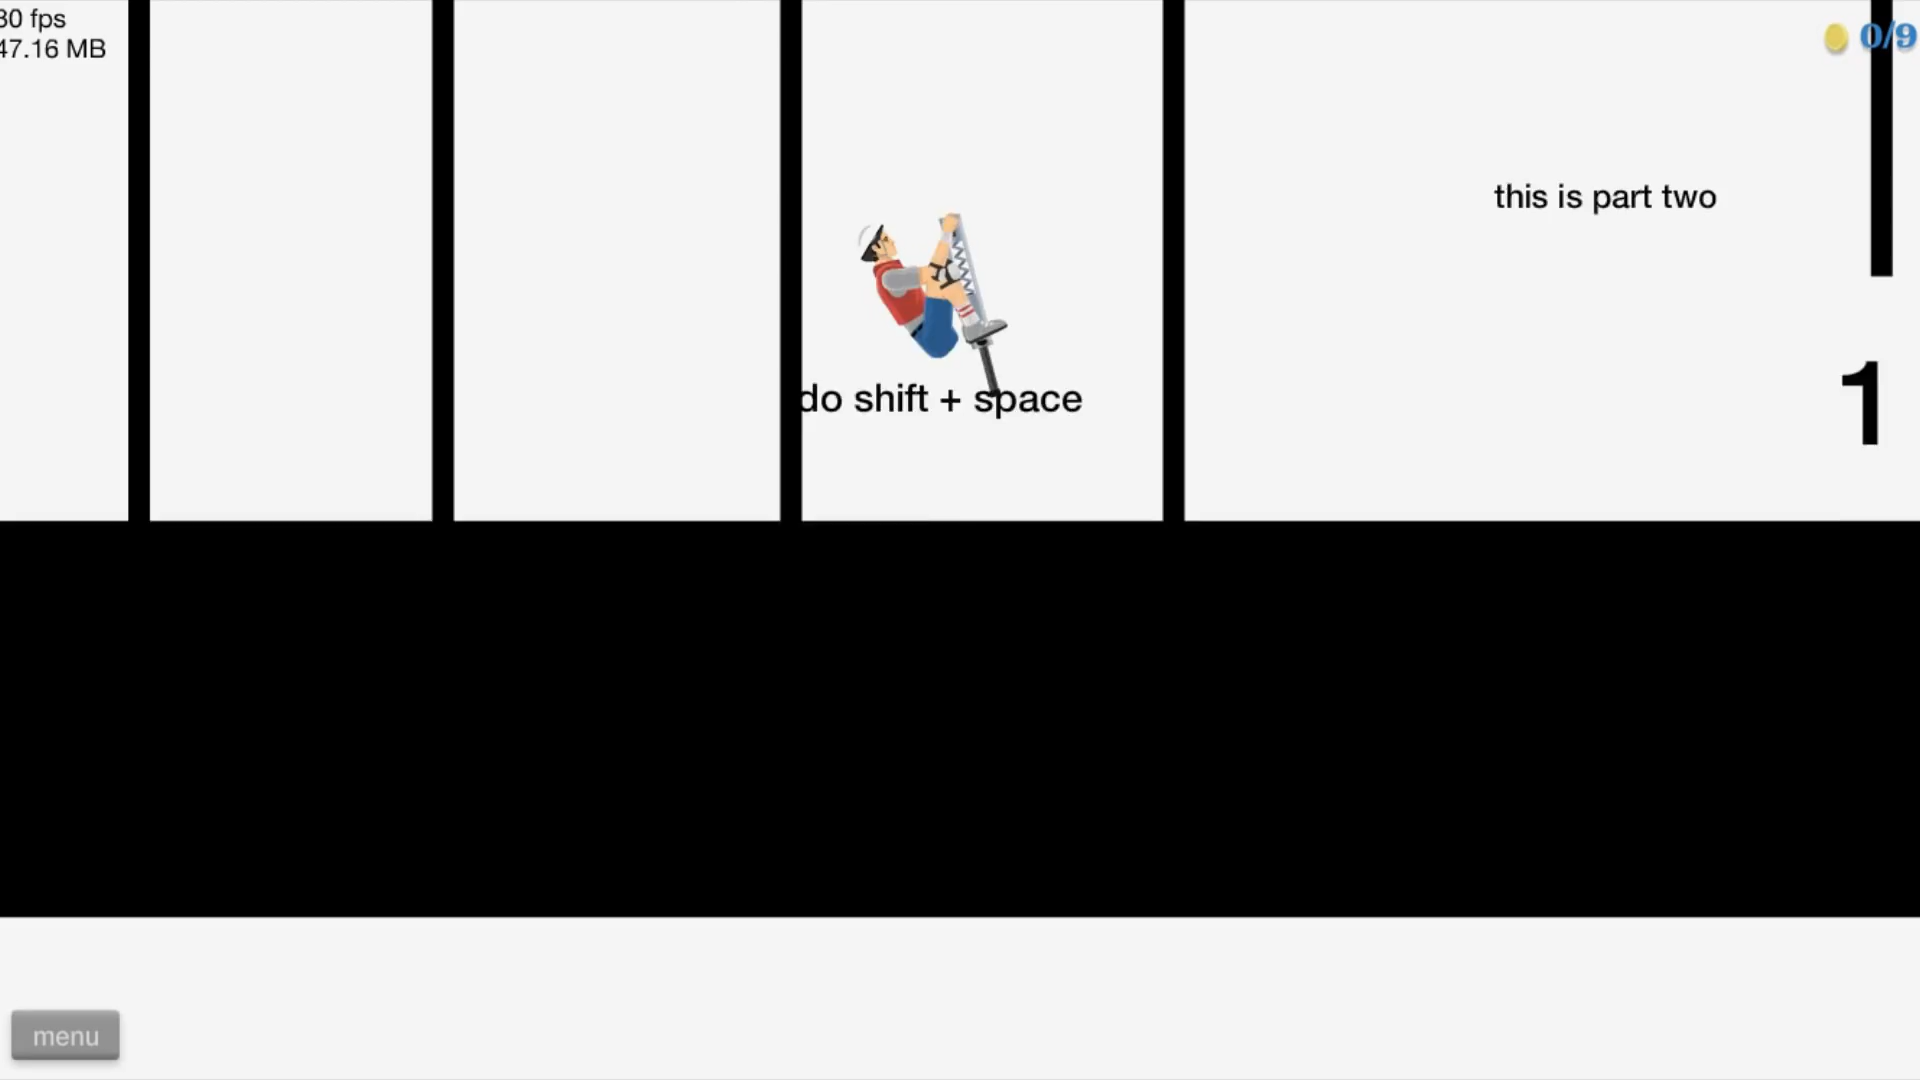 30 fps
47.16 MB
0/9
this is part two
do shift + space
1
menu